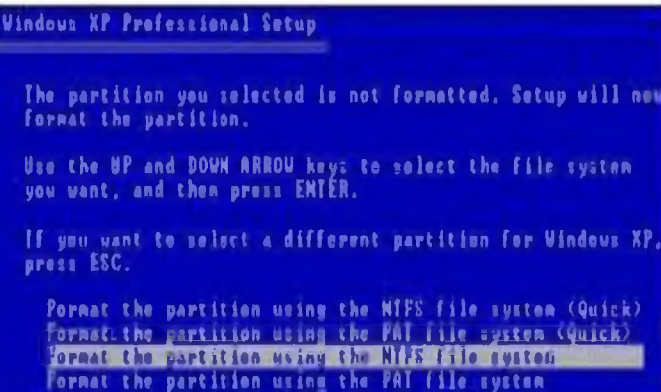 Windows XP Professional Setup
The partition you selected is not formatted. Setup will now
format the partition.
Use the UP and DOWN ARROW keys to select the file system
you want, and then press ENTER.
If you want to select a different partition for Windows XP,
press ESC.
Format the partition using the NTFS file system (Quick)
Format the partition using the FAT file system (Quick)
Format the partition using the NTFS file system
Format the partition using the FAT file system